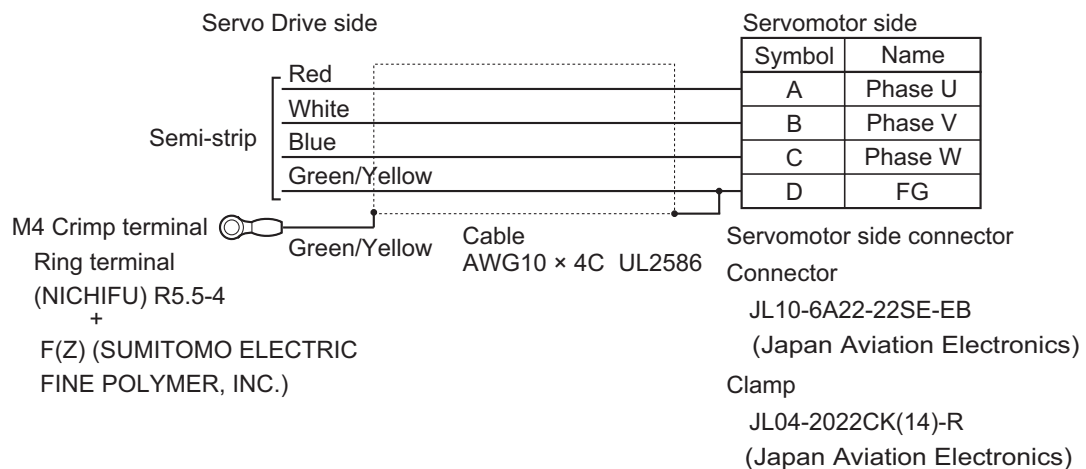 Servo Drive side
Servomotor side
Symbol Name
Red
A Phase U
White
B Phase V
Semi-strip
Blue
C Phase W
Green/Yellow
D FG
M4 Crimp terminal
Green/Yellow
Ring terminal
(NICHIFU) R5.5-4
+
F(Z) (SUMITOMO ELECTRIC
FINE POLYMER, INC.)
Cable
AWG10 × 4C UL2586
Servomotor side connector
Connector
JL10-6A22-22SE-EB
(Japan Aviation Electronics)
Clamp
JL04-2022CK(14)-R
(Japan Aviation Electronics)